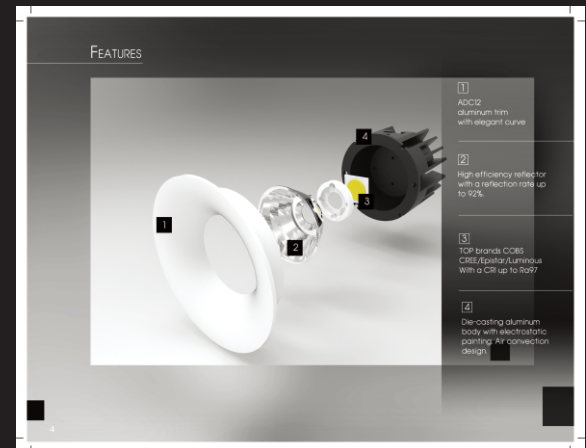 FEATURES
1
ADC12
aluminum trim
with elegant curve
2
High efficiency reflector
with a reflection rate up
to 92%.
3
TOP brands COBS
CREE/Epistar/Luminous
With a CRI up to Ra97
4
Die-casting aluminum
body with electrostatic
painting. Air convection
design.
4
3
1
2
4